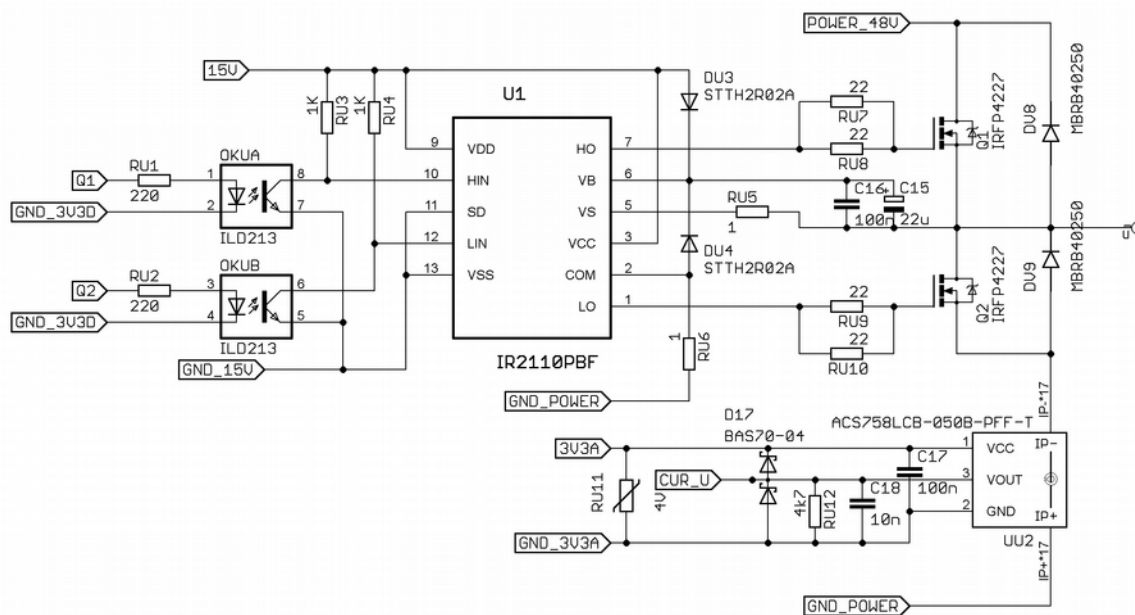 POWER_48V
15V
DU3
STTH2R02A
U1
1K
RU3
1K
RU4
22
RU7
22
RU8
Q1
IRFP4227
DV8
MBRB40250
OKUA
RU1
Q1
220
GND_3V3D
1
2
8
7
ILD213
9
VDD
HO
7
10
HIN
VB
6
11
SD
VS
5
12
LIN
VCC
3
13
VSS
COM
2
LO
1
IR2110PBF
RU5
1
C16
100n
C15
+
22u
DU4
STTH2R02A
OKUB
RU2
Q2
220
GND_3V3D
3
4
6
5
ILD213
GND_15V
1
RU6
GND_POWER
22
RU9
22
RU10
Q2
IRFP4227
DV9
MBRB40250
IP-*17
D17
BAS70-04
ACS758LCB-050B-PFF-T
3V3A
CUR_U
GND_3V3A
RU11
4V
4k7
RU12
C18
10n
C17
100n
1
VCC
IP-
3
VOUT
2
GND
IP+
UU2
IP+*17
GND_POWER